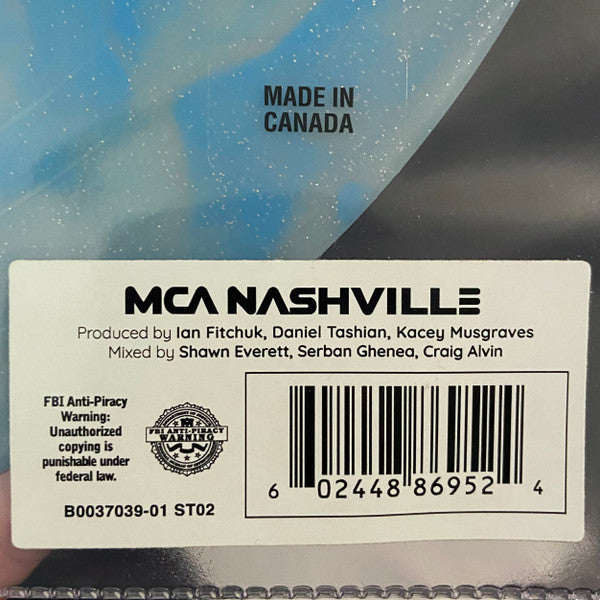 MADE IN
CANADA
MCA NASHVILLE
Produced by Ian Fitchuk, Daniel Tashian, Kacey Musgraves
Mixed by Shawn Everett, Serban Ghenea, Craig Alvin
FBI Anti-Piracy
Warning:
Unauthorized
copying is
punishable under
federal law.
FBI ANTI-PIRACY
WARNING
B0037039-01 ST02
6 02448 86952 4